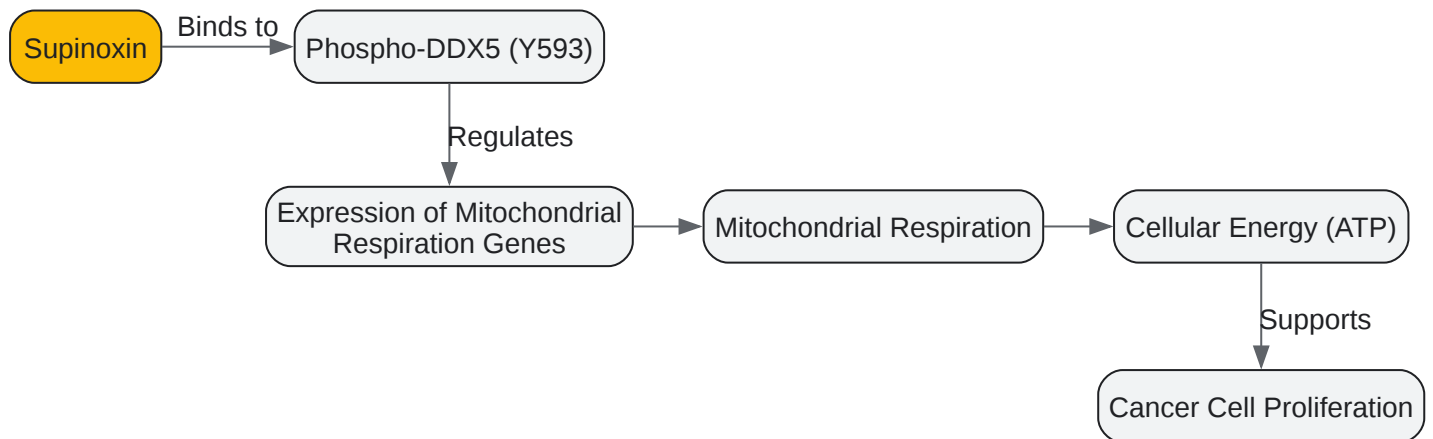 Supinoxin
Binds to
Phospho-DDX5 (Y593)
Regulates
Expression of Mitochondrial
Respiration Genes
Mitochondrial Respiration
Cellular Energy (ATP)
Supports
Cancer Cell Proliferation